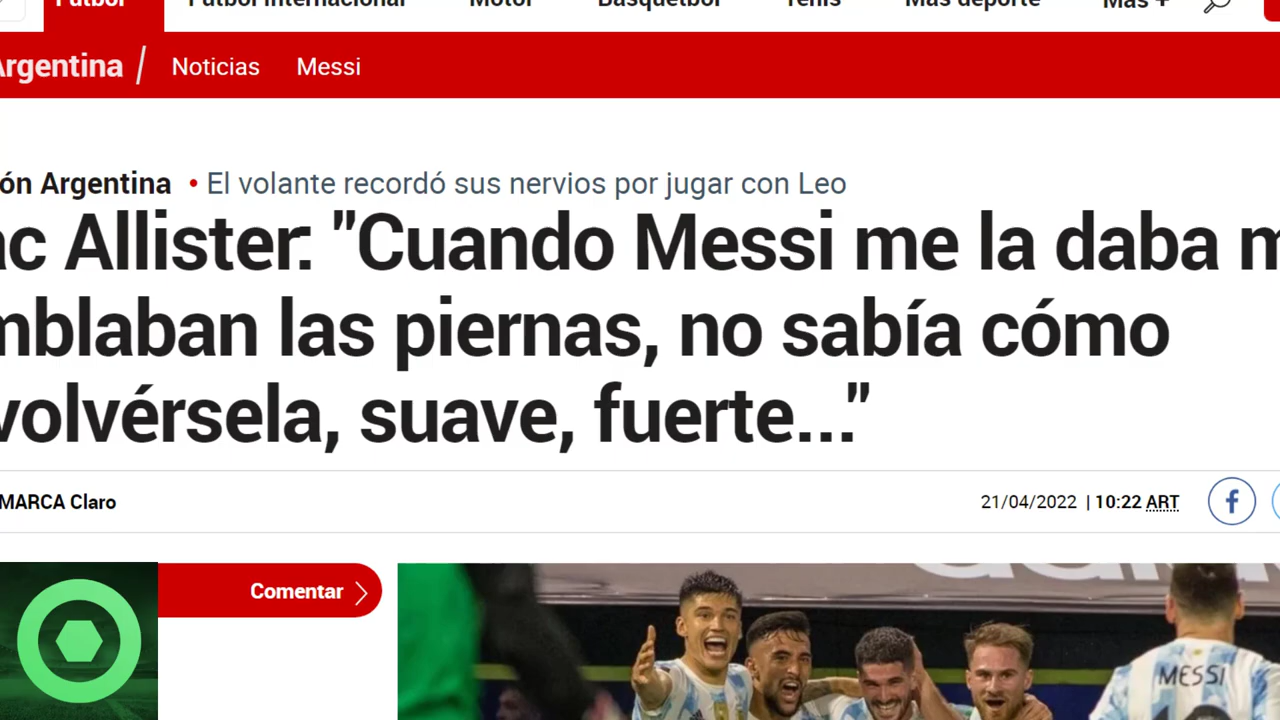 Fútbol Fútbol Internacional Motor Básquetbol Tenis Más deporte Más +
Argentina / Noticias Messi
ón Argentina • El volante recordó sus nervios por jugar con Leo
ac Allister: "Cuando Messi me la daba m
mblaban las piernas, no sabía cómo
volvérsela, suave, fuerte..."
MARCA Claro 21/04/2022 | 10:22 ART
Comentar
MESSI